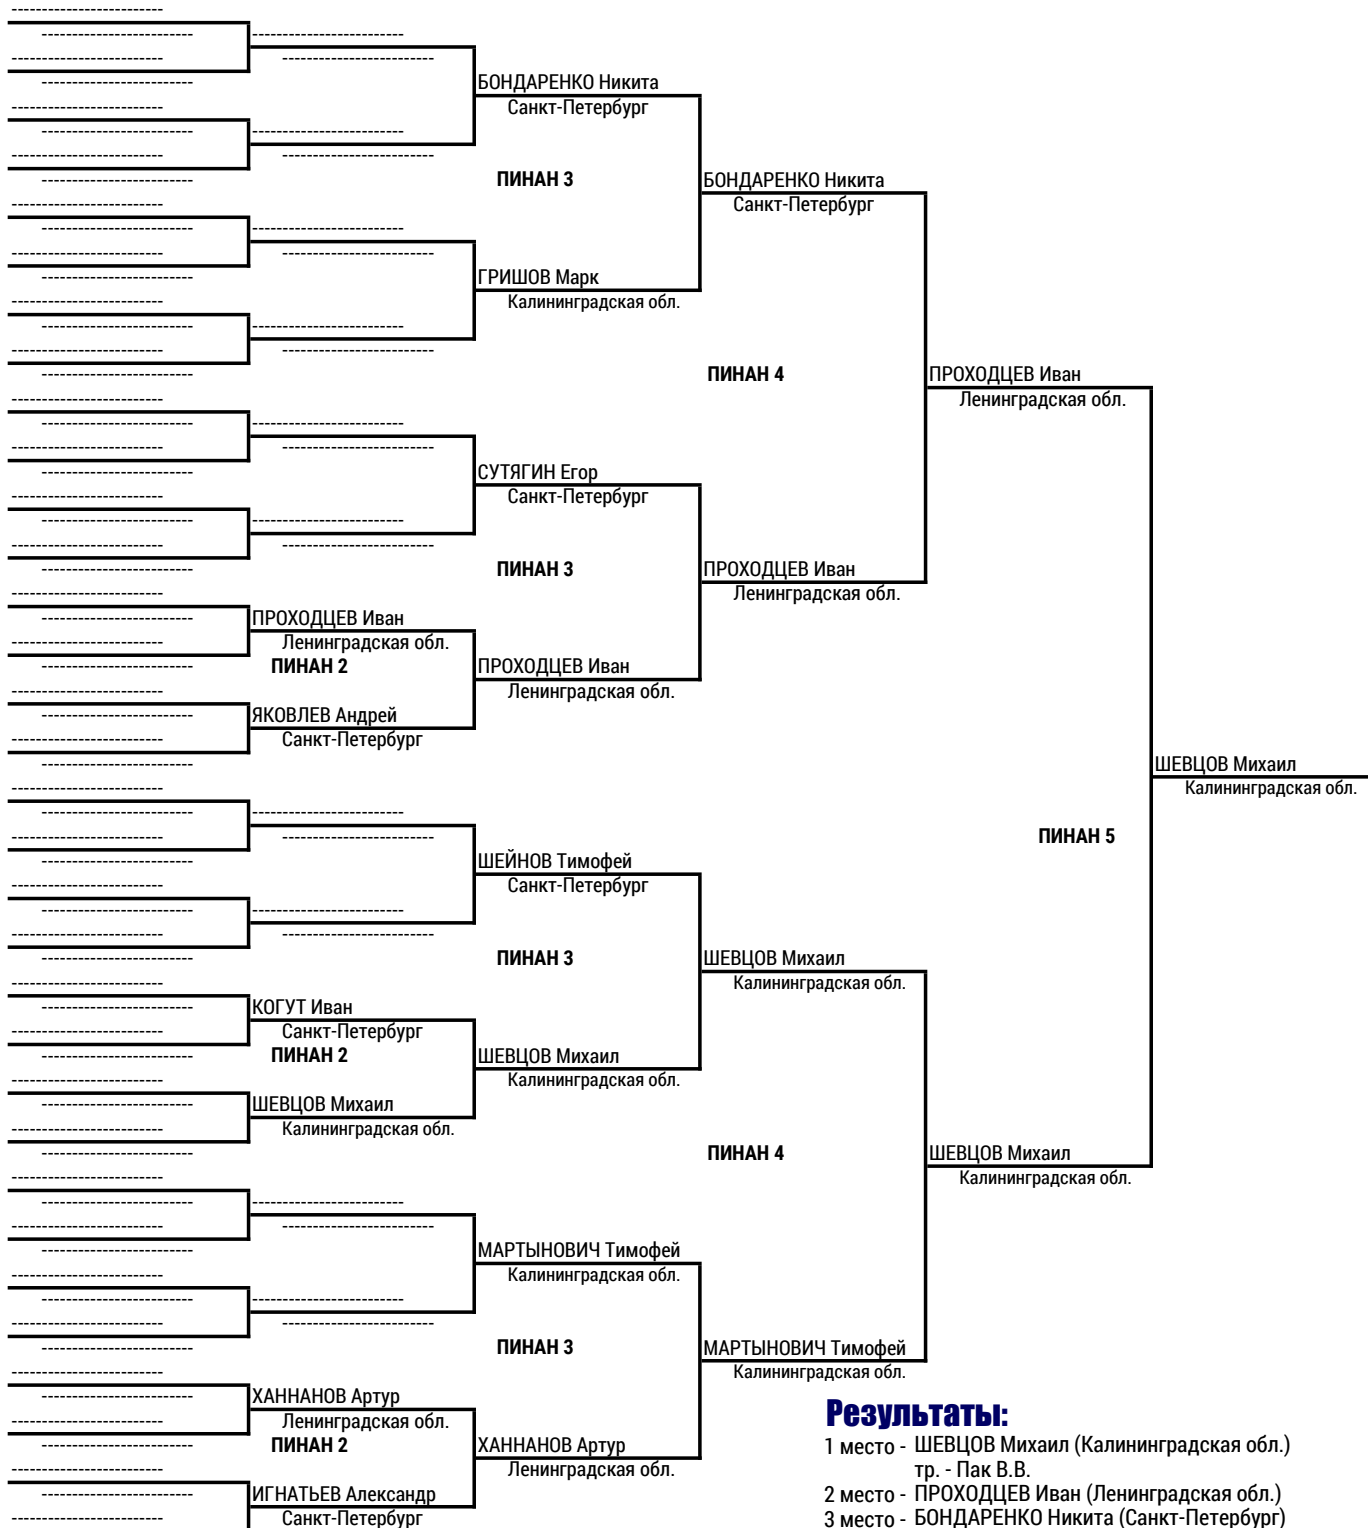 БОНДАРЕНКО Никита
Санкт-Петербург
ПИНАН 3
БОНДАРЕНКО Никита
Санкт-Петербург
ГРИШОВ Марк
Калининградская обл.
ПИНАН 4
ПРОХОДЦЕВ Иван
Ленинградская обл.
СУТЯГИН Егор
Санкт-Петербург
ПИНАН 3
ПРОХОДЦЕВ Иван
Ленинградская обл.
ПРОХОДЦЕВ Иван
Ленинградская обл.
ПИНАН 2
ПРОХОДЦЕВ Иван
Ленинградская обл.
ЯКОВЛЕВ Андрей
Санкт-Петербург
ШЕВЦОВ Михаил
Калининградская обл.
ПИНАН 5
ШЕЙНОВ Тимофей
Санкт-Петербург
ПИНАН 3
ШЕВЦОВ Михаил
Калининградская обл.
КОГУТ Иван
Санкт-Петербург
ПИНАН 2
ШЕВЦОВ Михаил
Калининградская обл.
ШЕВЦОВ Михаил
Калининградская обл.
ПИНАН 4
ШЕВЦОВ Михаил
Калининградская обл.
МАРТЫНОВИЧ Тимофей
Калининградская обл.
ПИНАН 3
МАРТЫНОВИЧ Тимофей
Калининградская обл.
ХАННАНОВ Артур
Ленинградская обл.
ПИНАН 2
ХАННАНОВ Артур
Ленинградская обл.
ИГНАТЬЕВ Александр
Санкт-Петербург
Результаты:
1 место - ШЕВЦОВ Михаил (Калининградская обл.)
тр. - Пак В.В.
2 место - ПРОХОДЦЕВ Иван (Ленинградская обл.)
3 место - БОНДАРЕНКО Никита (Санкт-Петербург)